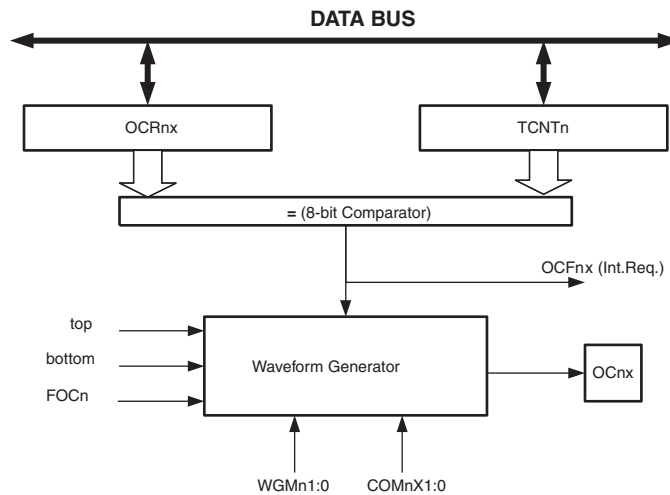 DATA BUS
OCRnx
TCNTn
= (8-bit Comparator)
OCFnx (Int.Req.)
top
bottom
FOCn
Waveform Generator
OCnx
WGMn1:0
COMnX1:0